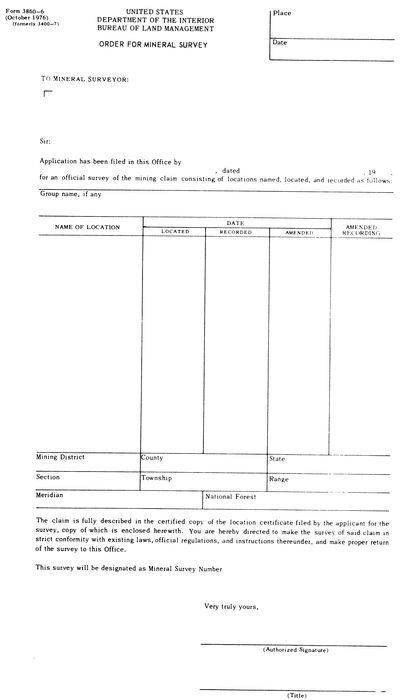 Form 3860-6
(October 1976)
(formerly 3400-7)
UNITED STATES
DEPARTMENT OF THE INTERIOR
BUREAU OF LAND MANAGEMENT
ORDER FOR MINERAL SURVEY
Place
Date
TO MINERAL SURVEYOR:
Sir:
Application has been filed in this Office by
, dated , 19 .
for an official survey of the mining claim consisting of locations named, located, and recorded as follows:
Group name, if any
NAME OF LOCATION
DATE
LOCATED RECORDED AMENDED
AMENDED
RECORDING
Mining District County State
Section Township Range
Meridian National Forest
The claim is fully described in the certified copy of the location certificate filed by the applicant for the
survey, copy of which is enclosed herewith. You are hereby directed to make the survey of said claim in
strict conformity with existing laws, official regulations, and instructions thereunder, and make proper return
of the survey to this Office.
This survey will be designated as Mineral Survey Number
Very truly yours,
(Authorized Signature)
(Title)